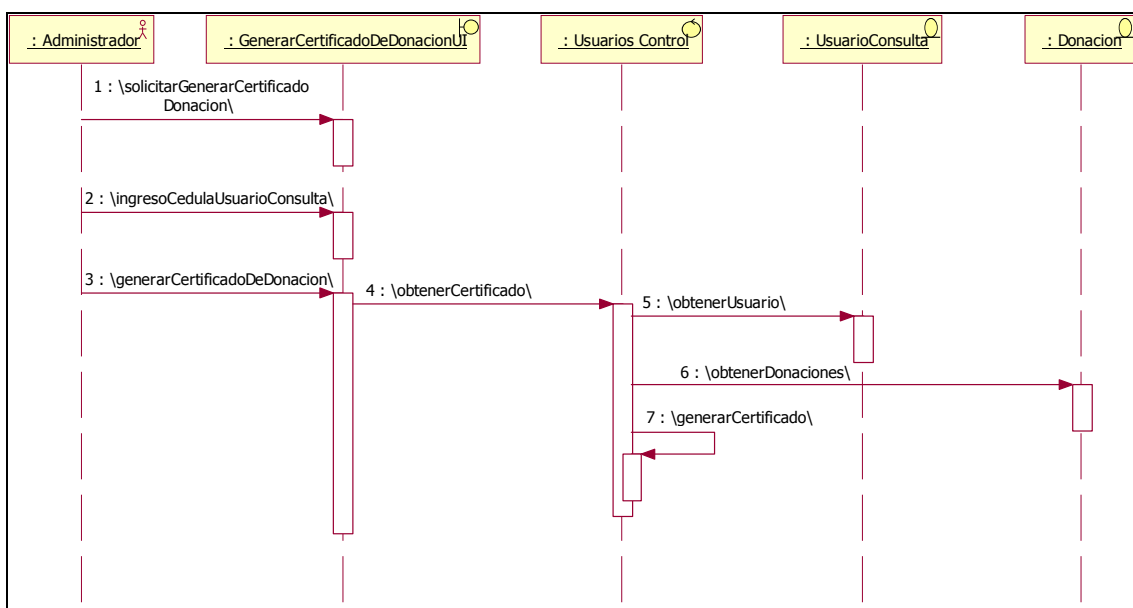 : Administrador
: GenerarCertificadoDeDonacionUI
: Usuarios Control
: UsuarioConsulta
: Donacion
1 : \solicitarGenerarCertificado
Donacion\
2 : \ingresoCedulaUsuarioConsulta\
3 : \generarCertificadoDeDonacion\
4 : \obtenerCertificado\
5 : \obtenerUsuario\
6 : \obtenerDonaciones\
7 : \generarCertificado\